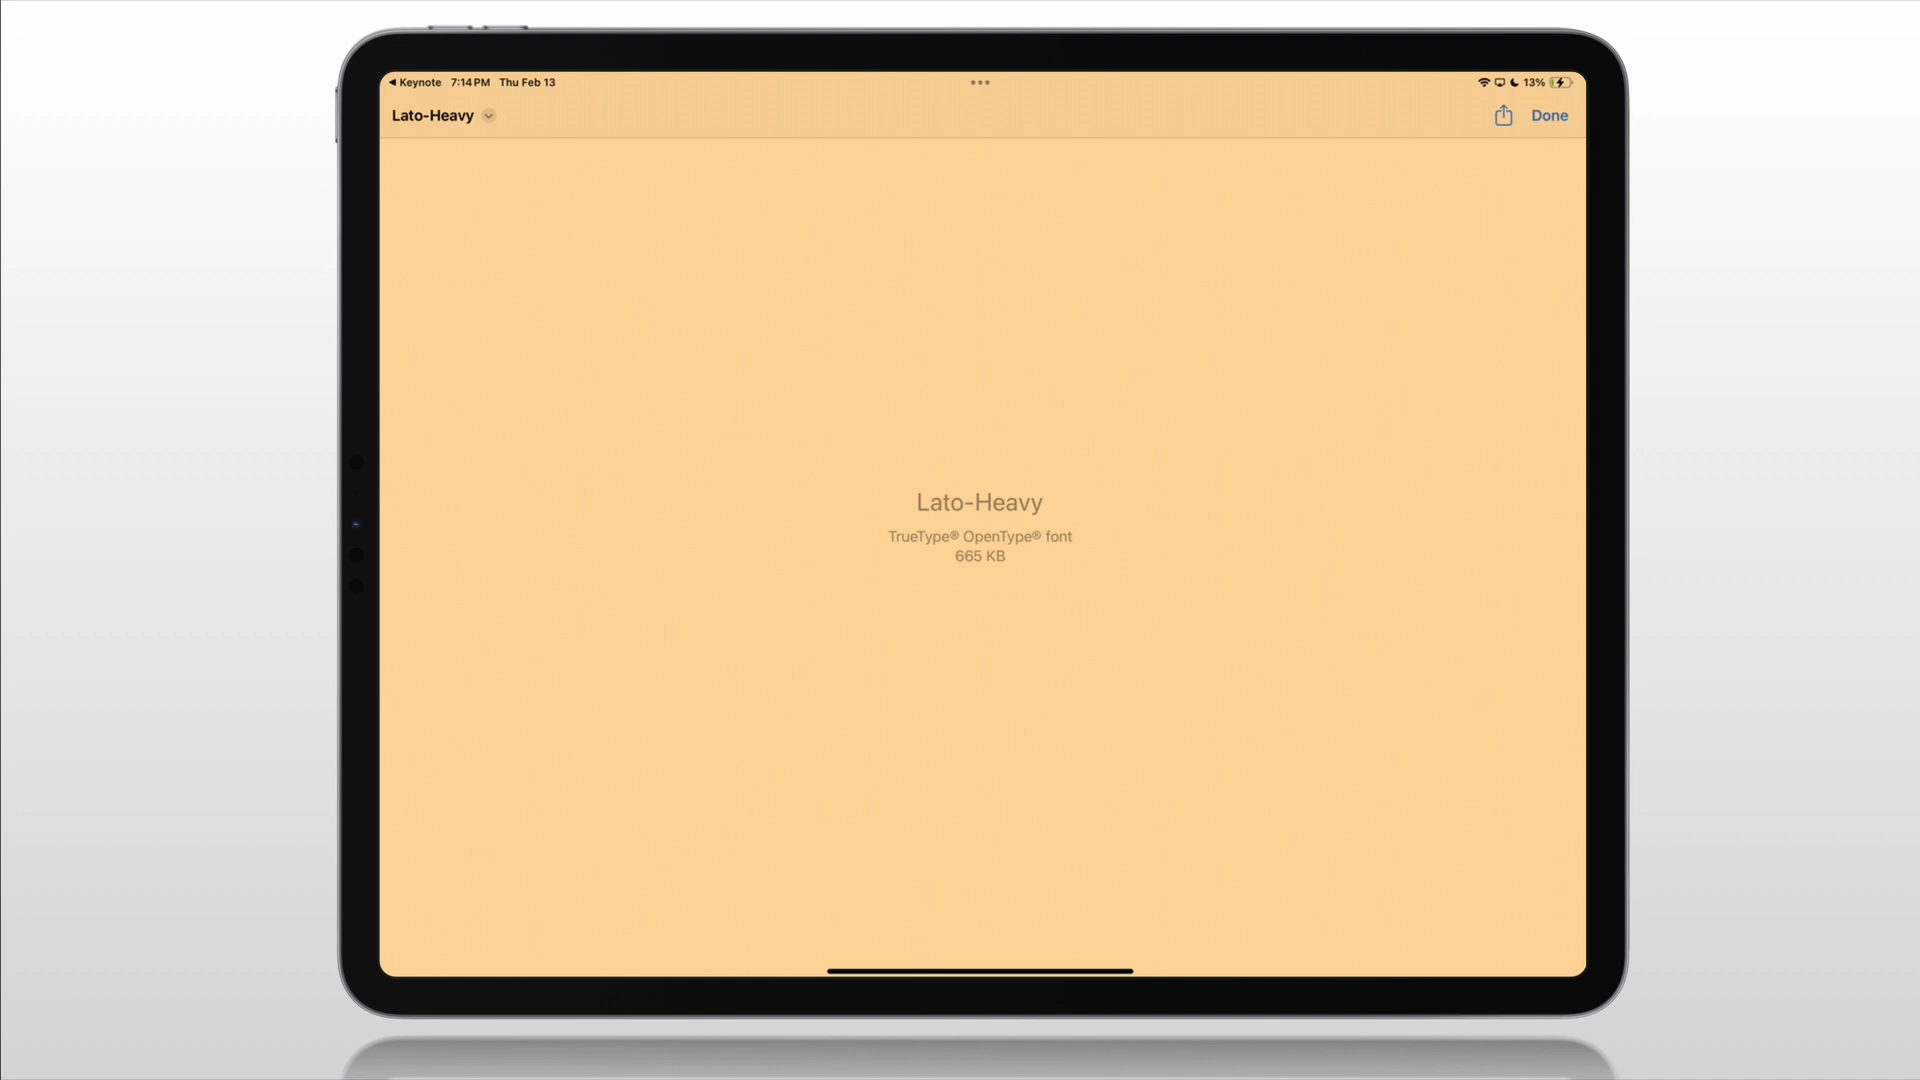 Keynote 7:14 PM Thu Feb 13
13%
Lato-Heavy
Done
Lato-Heavy
TrueType® OpenType® font
665 KB